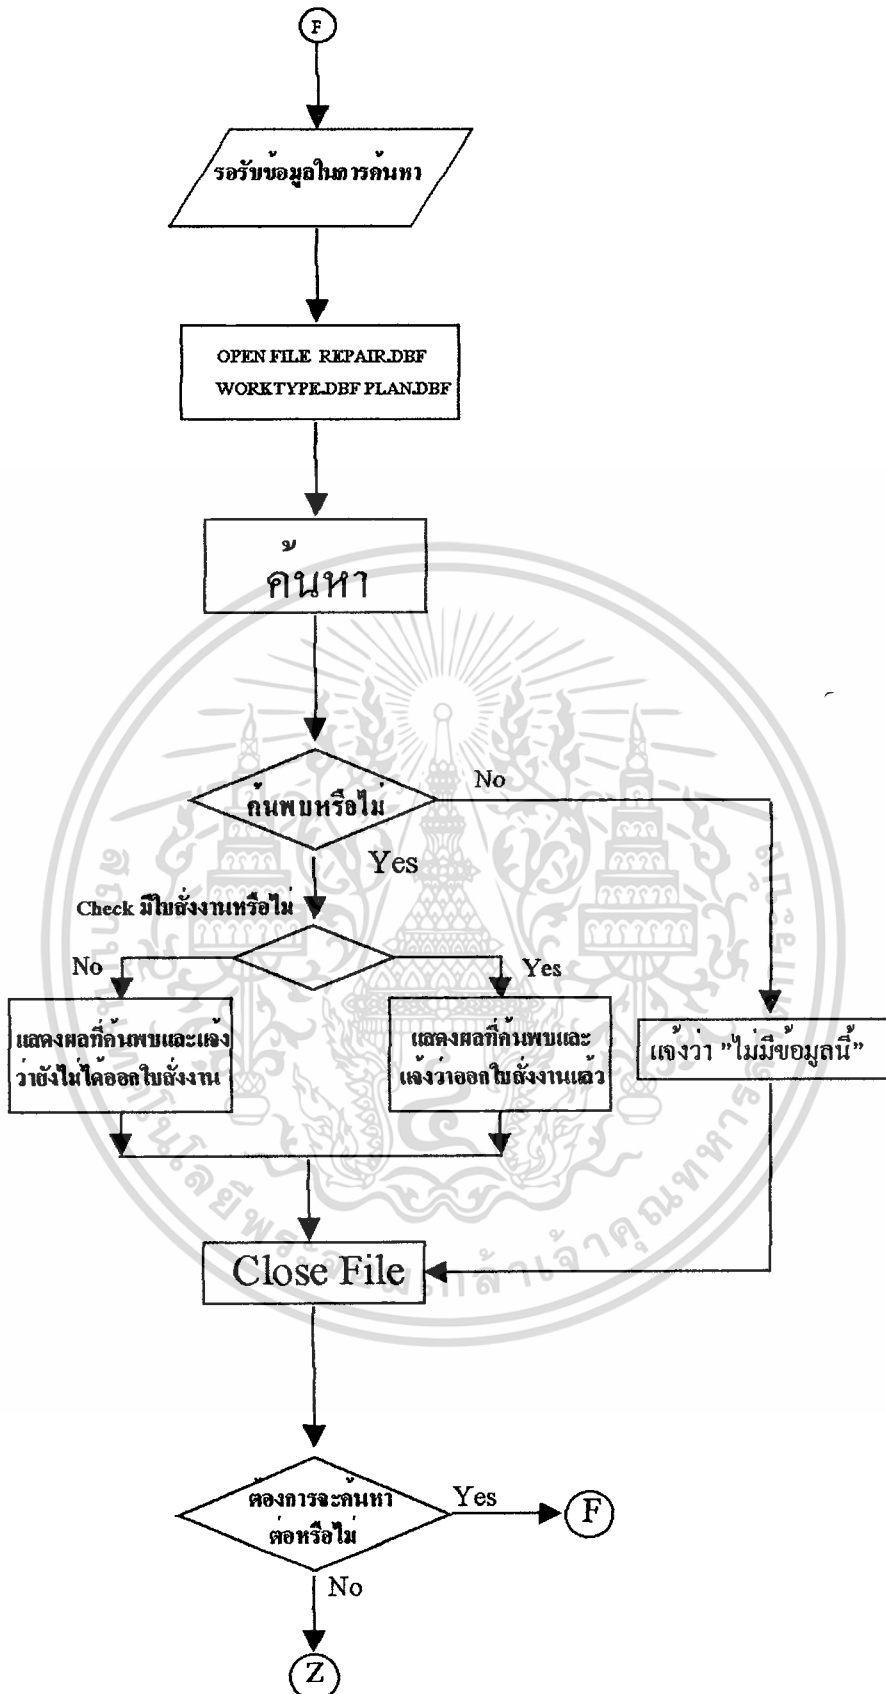 F
รอรับข้อมูลในการค้นหา
OPEN FILE REPAIR.DBF
WORKTYPE.DBF PLAN.DBF
ค้นหา
ค้นพบหรือไม่
No
Yes
Check มีใบสั่งงานหรือไม่
No
Yes
แสดงผลที่ค้นพบและแจ้ง
ว่ายังไม่ได้ออกใบสั่งงาน
แสดงผลที่ค้นพบและ
แจ้งว่าออกใบสั่งงานแล้ว
แจ้งว่า "ไม่มีข้อมูลนี้"
Close File
ต้องการจะค้นหา
ต่อหรือไม่
Yes
F
No
Z